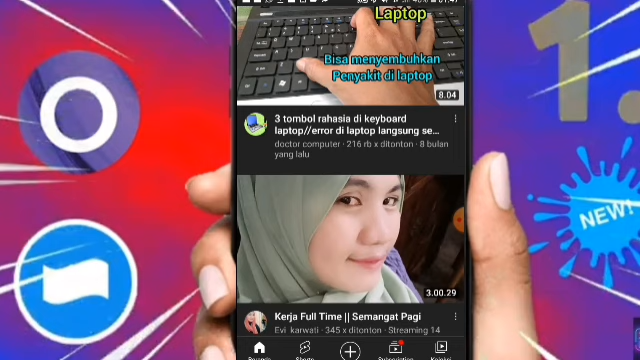 Laptop
Bisa menyembuhkan
Penyakit di laptop
8.04
3 tombol rahasia di keyboard
laptop//error di laptop langsung se...
doctor computer · 216 rb x ditonton · 8 bulan
yang lalu
NEW!
1.
3.00.29
Kerja Full Time || Semangat Pagi
Evi karwati · 345 x ditonton · Streaming 14